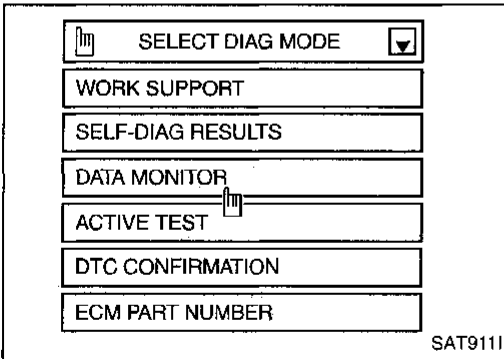 SELECT DIAG MODE
WORK SUPPORT
SELF-DIAG RESULTS
DATA MONITOR
ACTIVE TEST
DTC CONFIRMATION
ECM PART NUMBER
SAT911I